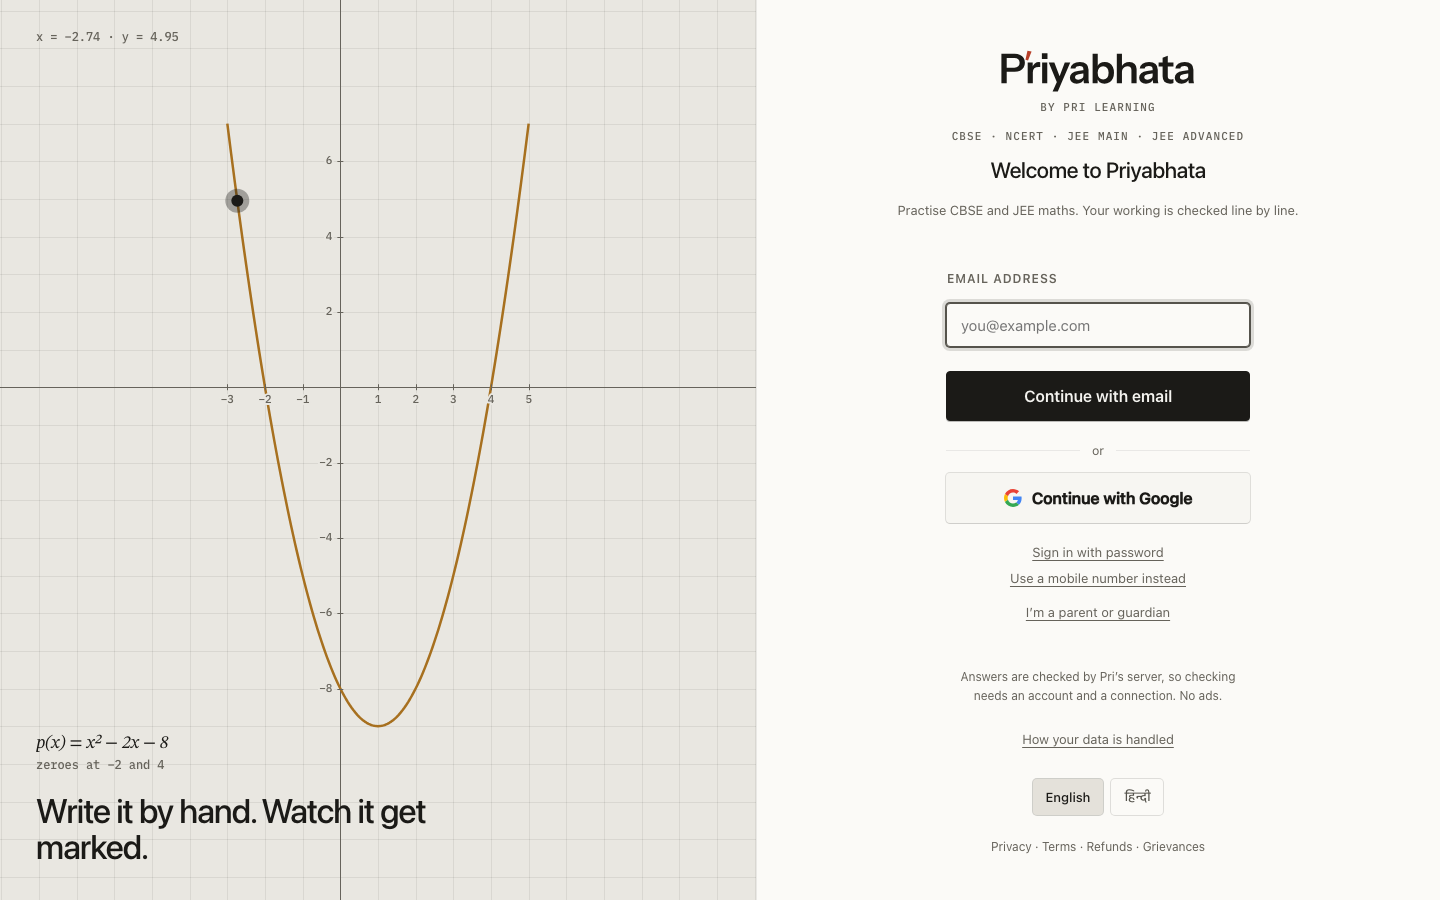 x = −2.74 · y = 4.95
6
4
2
−3
−2
−1
1
2
3
4
5
−2
−4
−6
−8
p(x) = x² − 2x − 8
zeroes at −2 and 4
Write it by hand. Watch it get
marked.
Priyabhata
BY PRI LEARNING
CBSE · NCERT · JEE MAIN · JEE ADVANCED
Welcome to Priyabhata
Practise CBSE and JEE maths. Your working is checked line by line.
EMAIL ADDRESS
you@example.com
Continue with email
or
Continue with Google
Sign in with password
Use a mobile number instead
I’m a parent or guardian
Answers are checked by Pri’s server, so checking
needs an account and a connection. No ads.
How your data is handled
English
हिन्दी
Privacy · Terms · Refunds · Grievances